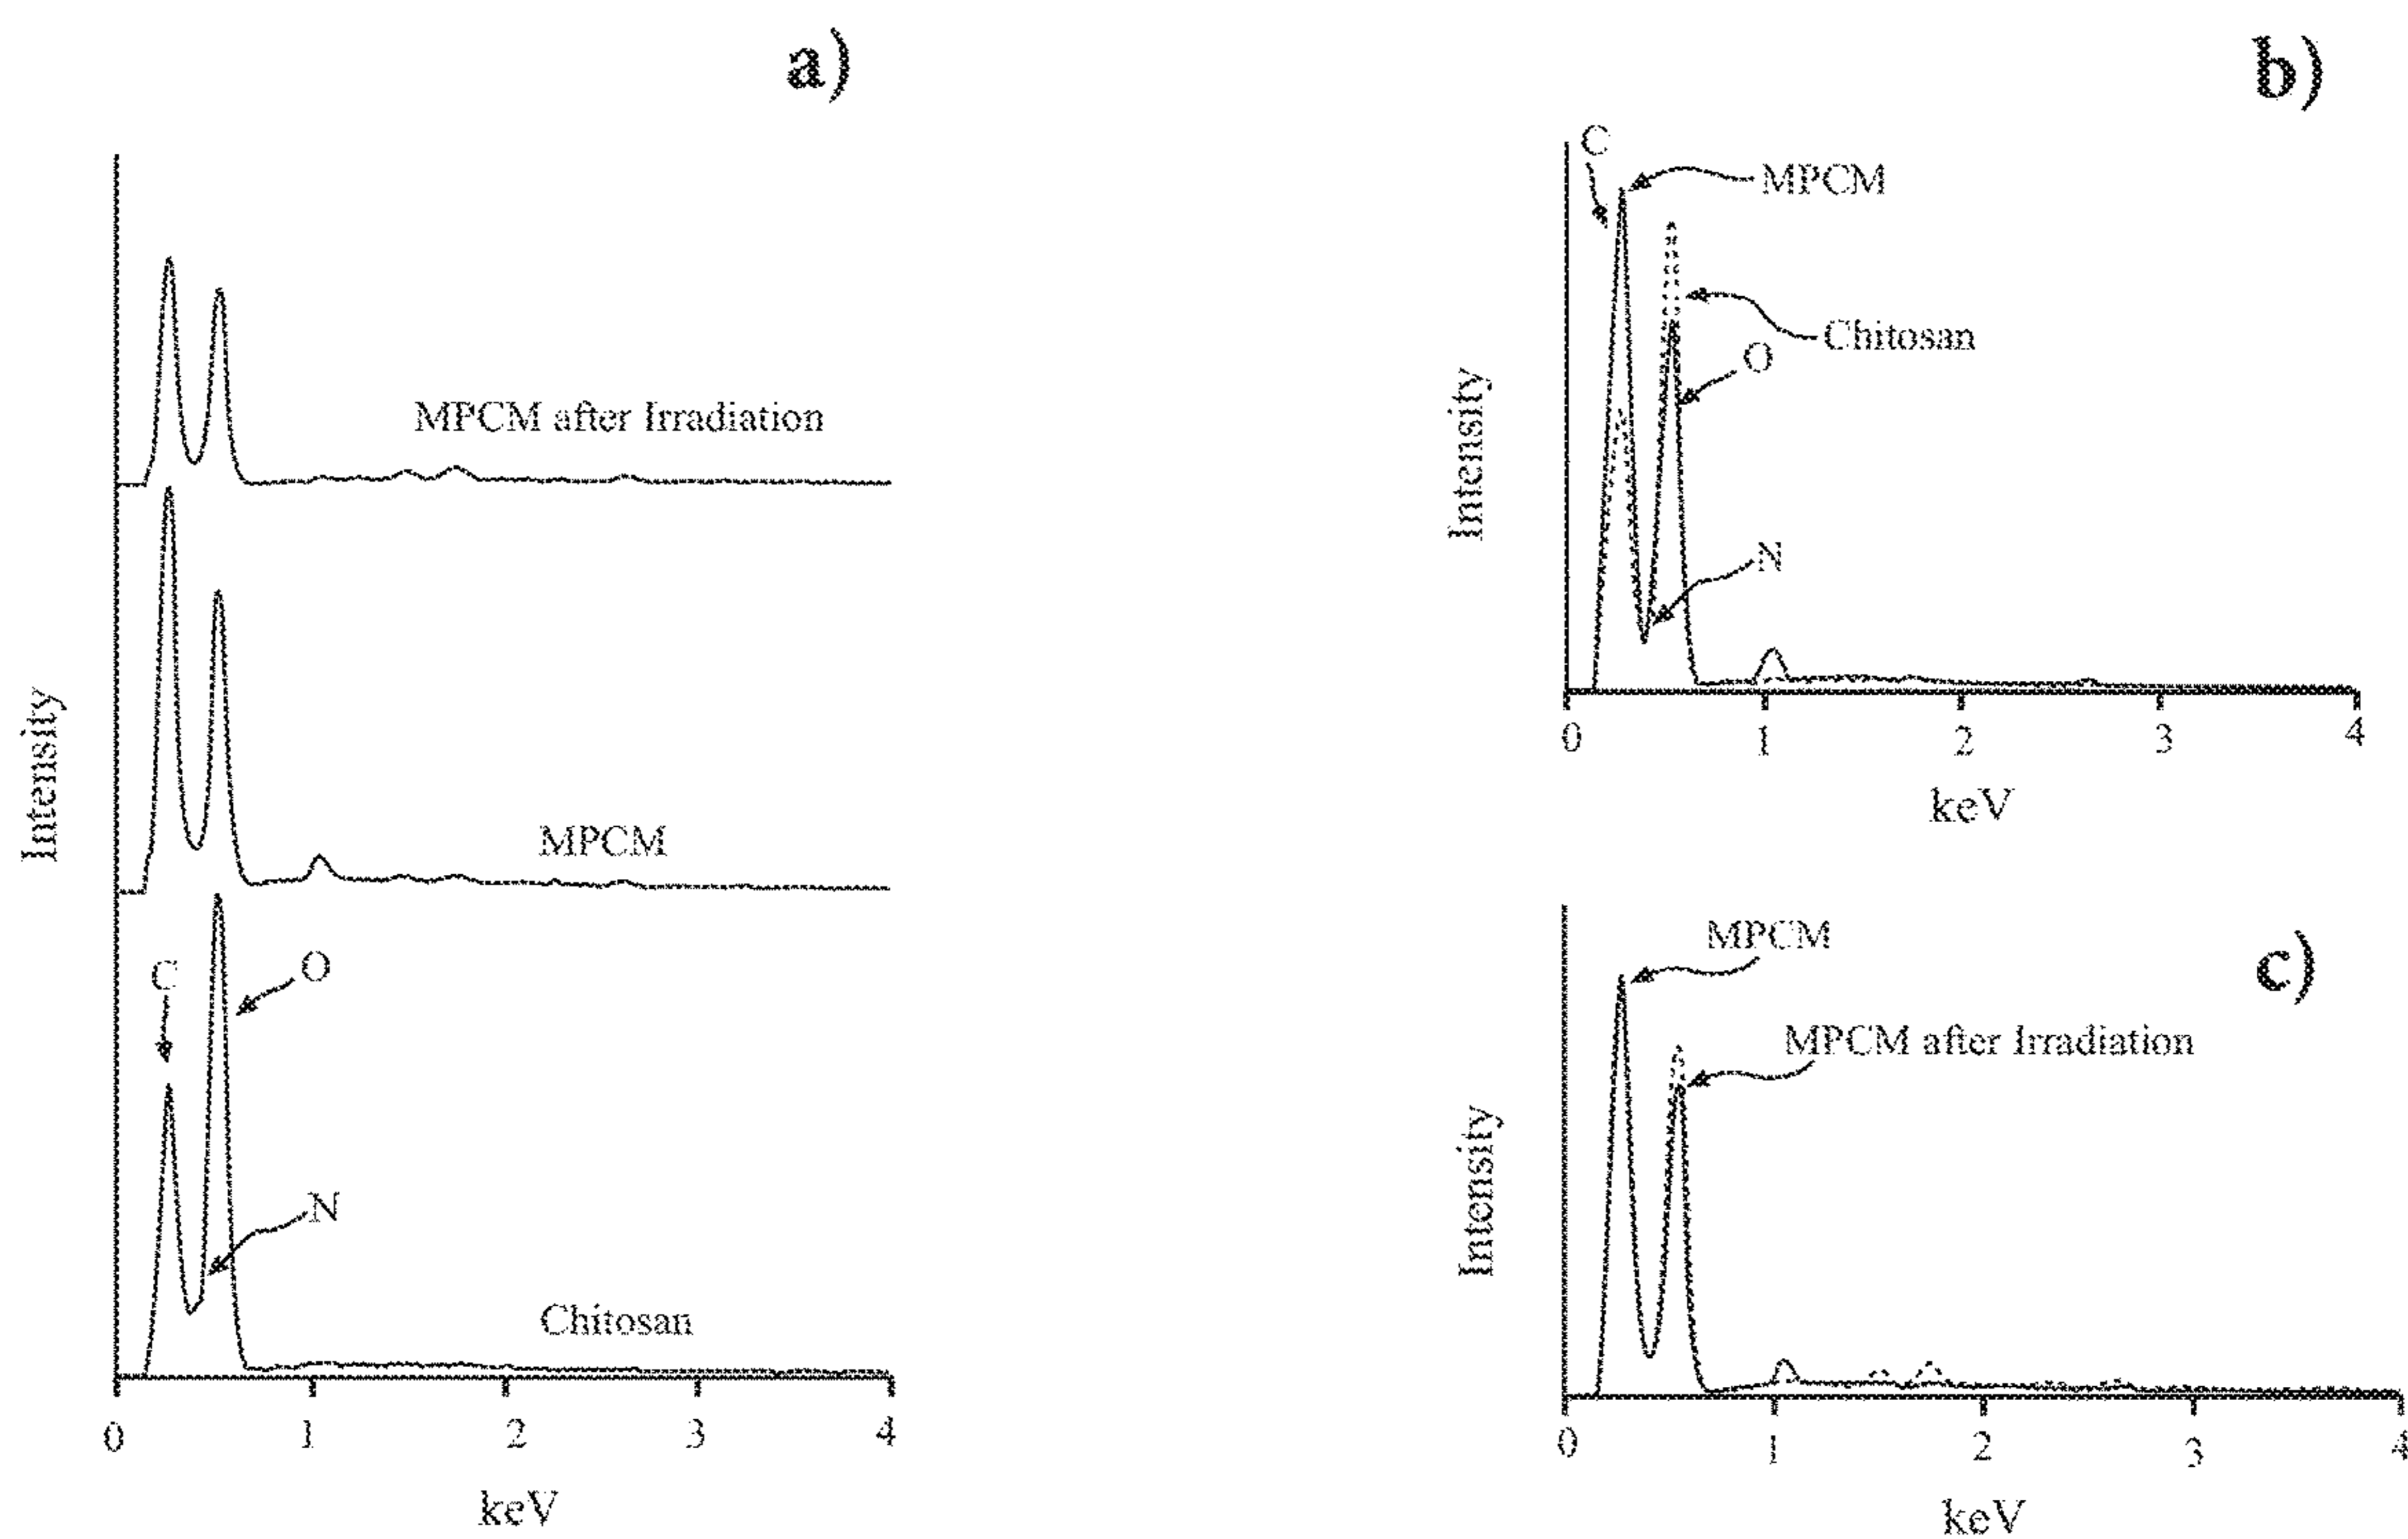 a)
Intensity
MPCM after Irradiation
MPCM
C
O
N
Chitosan
0 1 2 3 4
keV
b)
C
MPCM
Chitosan
O
N
Intensity
0 1 2 3 4
keV
c)
MPCM
MPCM after Irradiation
Intensity
0 1 2 3 4
keV